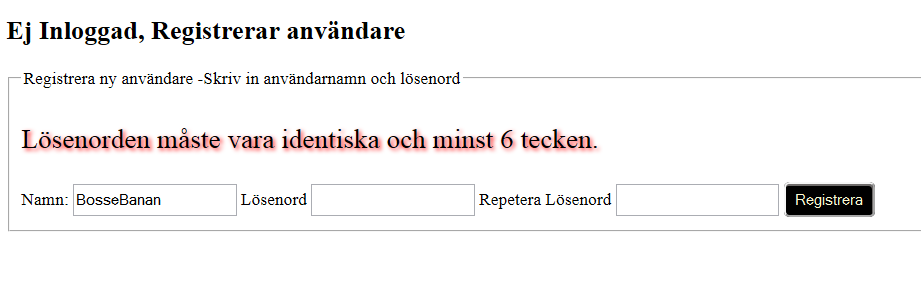 Ej Inloggad, Registrerar användare
Registrera ny användare -Skriv in användarnamn och lösenord
Lösenorden måste vara identiska och minst 6 tecken.
Namn: BosseBanan Lösenord Repetera Lösenord Registrera